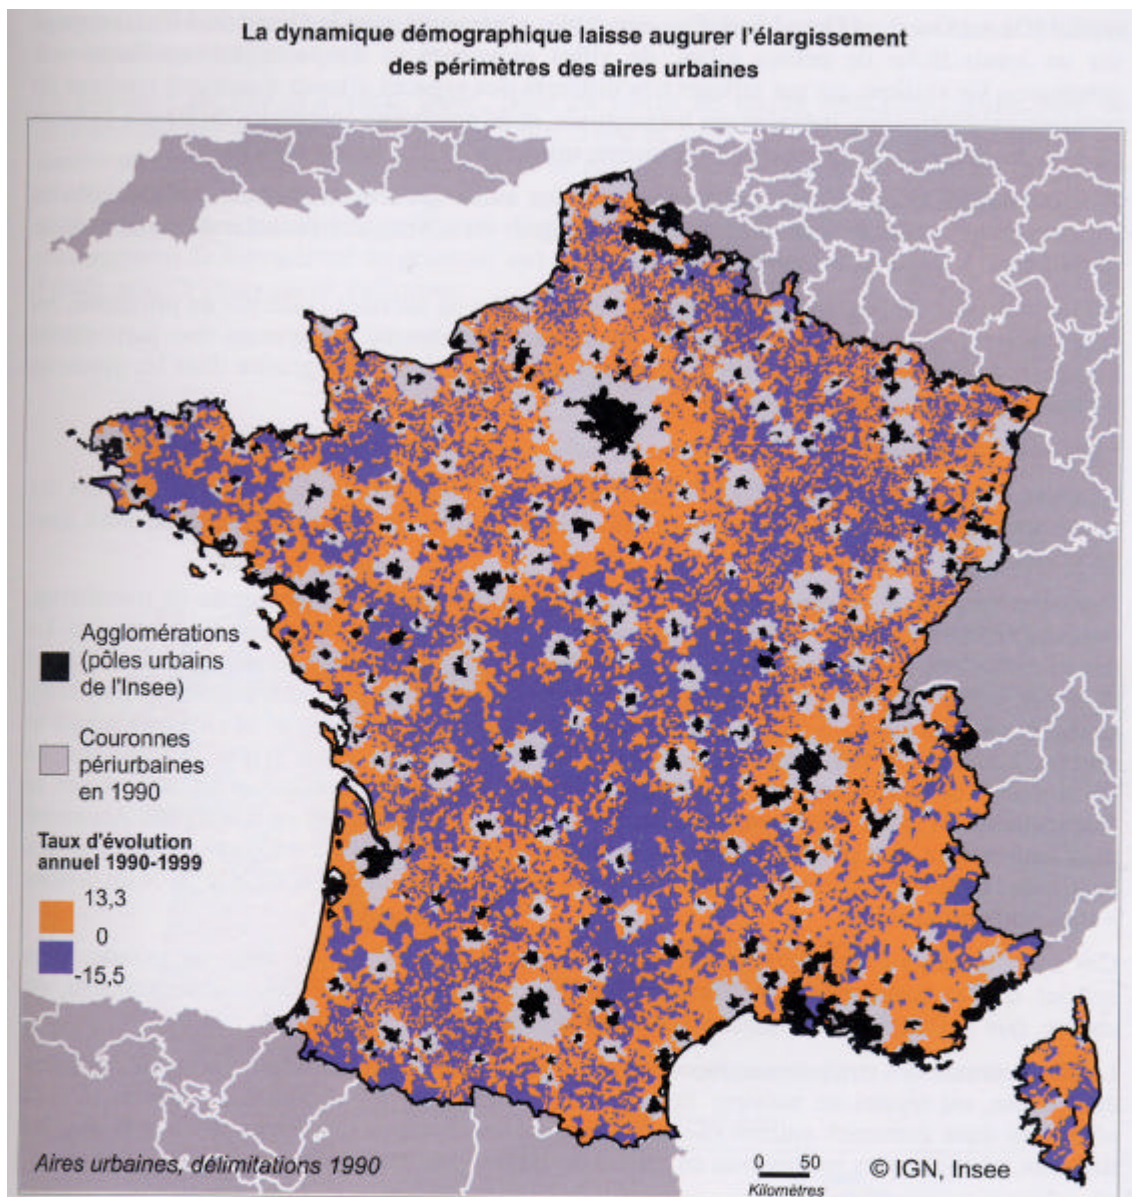 La dynamique démographique laisse augurer l'élargissement
des périmètres des aires urbaines
Agglomérations
(pôles urbains
de l'Insee)
Couronnes
périurbaines
en 1990
Taux d'évolution
annuel 1990-1999
13,3
0
-15,5
Aires urbaines, délimitations 1990
0 50
Kilomètres
© IGN, Insee